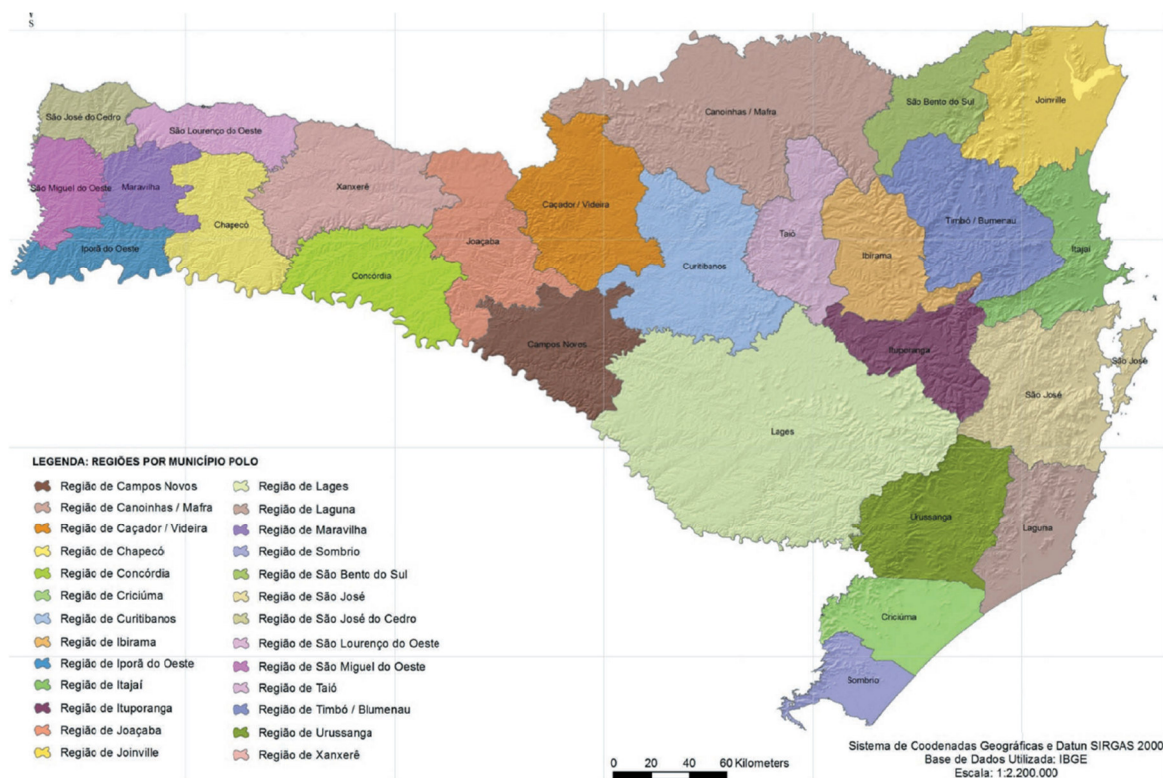 S
São José do Cedro
São Lourenço do Oeste
São Miguel do Oeste
Maravilha
Chapecó
Xanxerê
Iporã do Oeste
Concórdia
Joaçaba
Caçador / Videira
Canoinhas / Mafra
São Bento do Sul
Joinville
Curitibanos
Taió
Ibirama
Timbó / Bumenau
Itajaí
Campos Novos
Ituporanga
São José
São José
Lages
Urussanga
Laguna
Criciúma
Sombrio
LEGENDA: REGIÕES POR MUNICÍPIO POLO
Região de Campos Novos
Região de Canoinhas / Mafra
Região de Caçador / Videira
Região de Chapecó
Região de Concórdia
Região de Criciúma
Região de Curitibanos
Região de Ibirama
Região de Iporã do Oeste
Região de Itajaí
Região de Ituporanga
Região de Joaçaba
Região de Joinville
Região de Lages
Região de Laguna
Região de Maravilha
Região de Sombrio
Região de São Bento do Sul
Região de São José
Região de São José do Cedro
Região de São Lourenço do Oeste
Região de São Miguel do Oeste
Região de Taió
Região de Timbó / Blumenau
Região de Urussanga
Região de Xanxerê
0 20 40 60 Kilometers
Sistema de Coodenadas Geográficas e Datun SIRGAS 2000
Base de Dados Utilizada: IBGE
Escala: 1:2.200.000